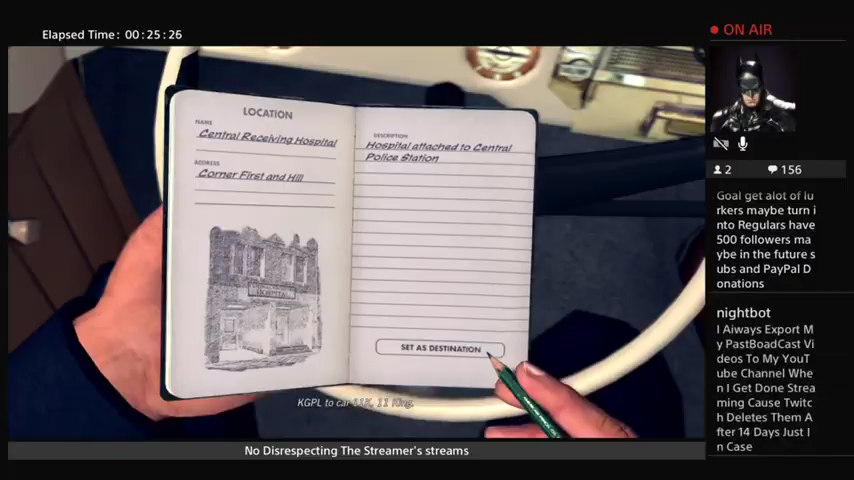 Elapsed Time: 00:25:26
ON AIR
LOCATION
NAME
Central Receiving Hospital
ADDRESS
Corner First and Hill
HOSPITAL
DESCRIPTION
Hospital attached to Central
Police Station
SET AS DESTINATION
KGPL to car 11K, 11 King.
No Disrespecting The Streamer's streams
2
156
Goal get alot of lu
rkers maybe turn i
nto Regulars have
500 followers ma
ybe in the future s
ubs and PayPal D
onations
nightbot
I Always Export M
y PastBoadCast Vi
deos To My YouT
ube Channel Whe
n I Get Done Strea
ming Cause Twitc
h Deletes Them A
fter 14 Days Just I
n Case